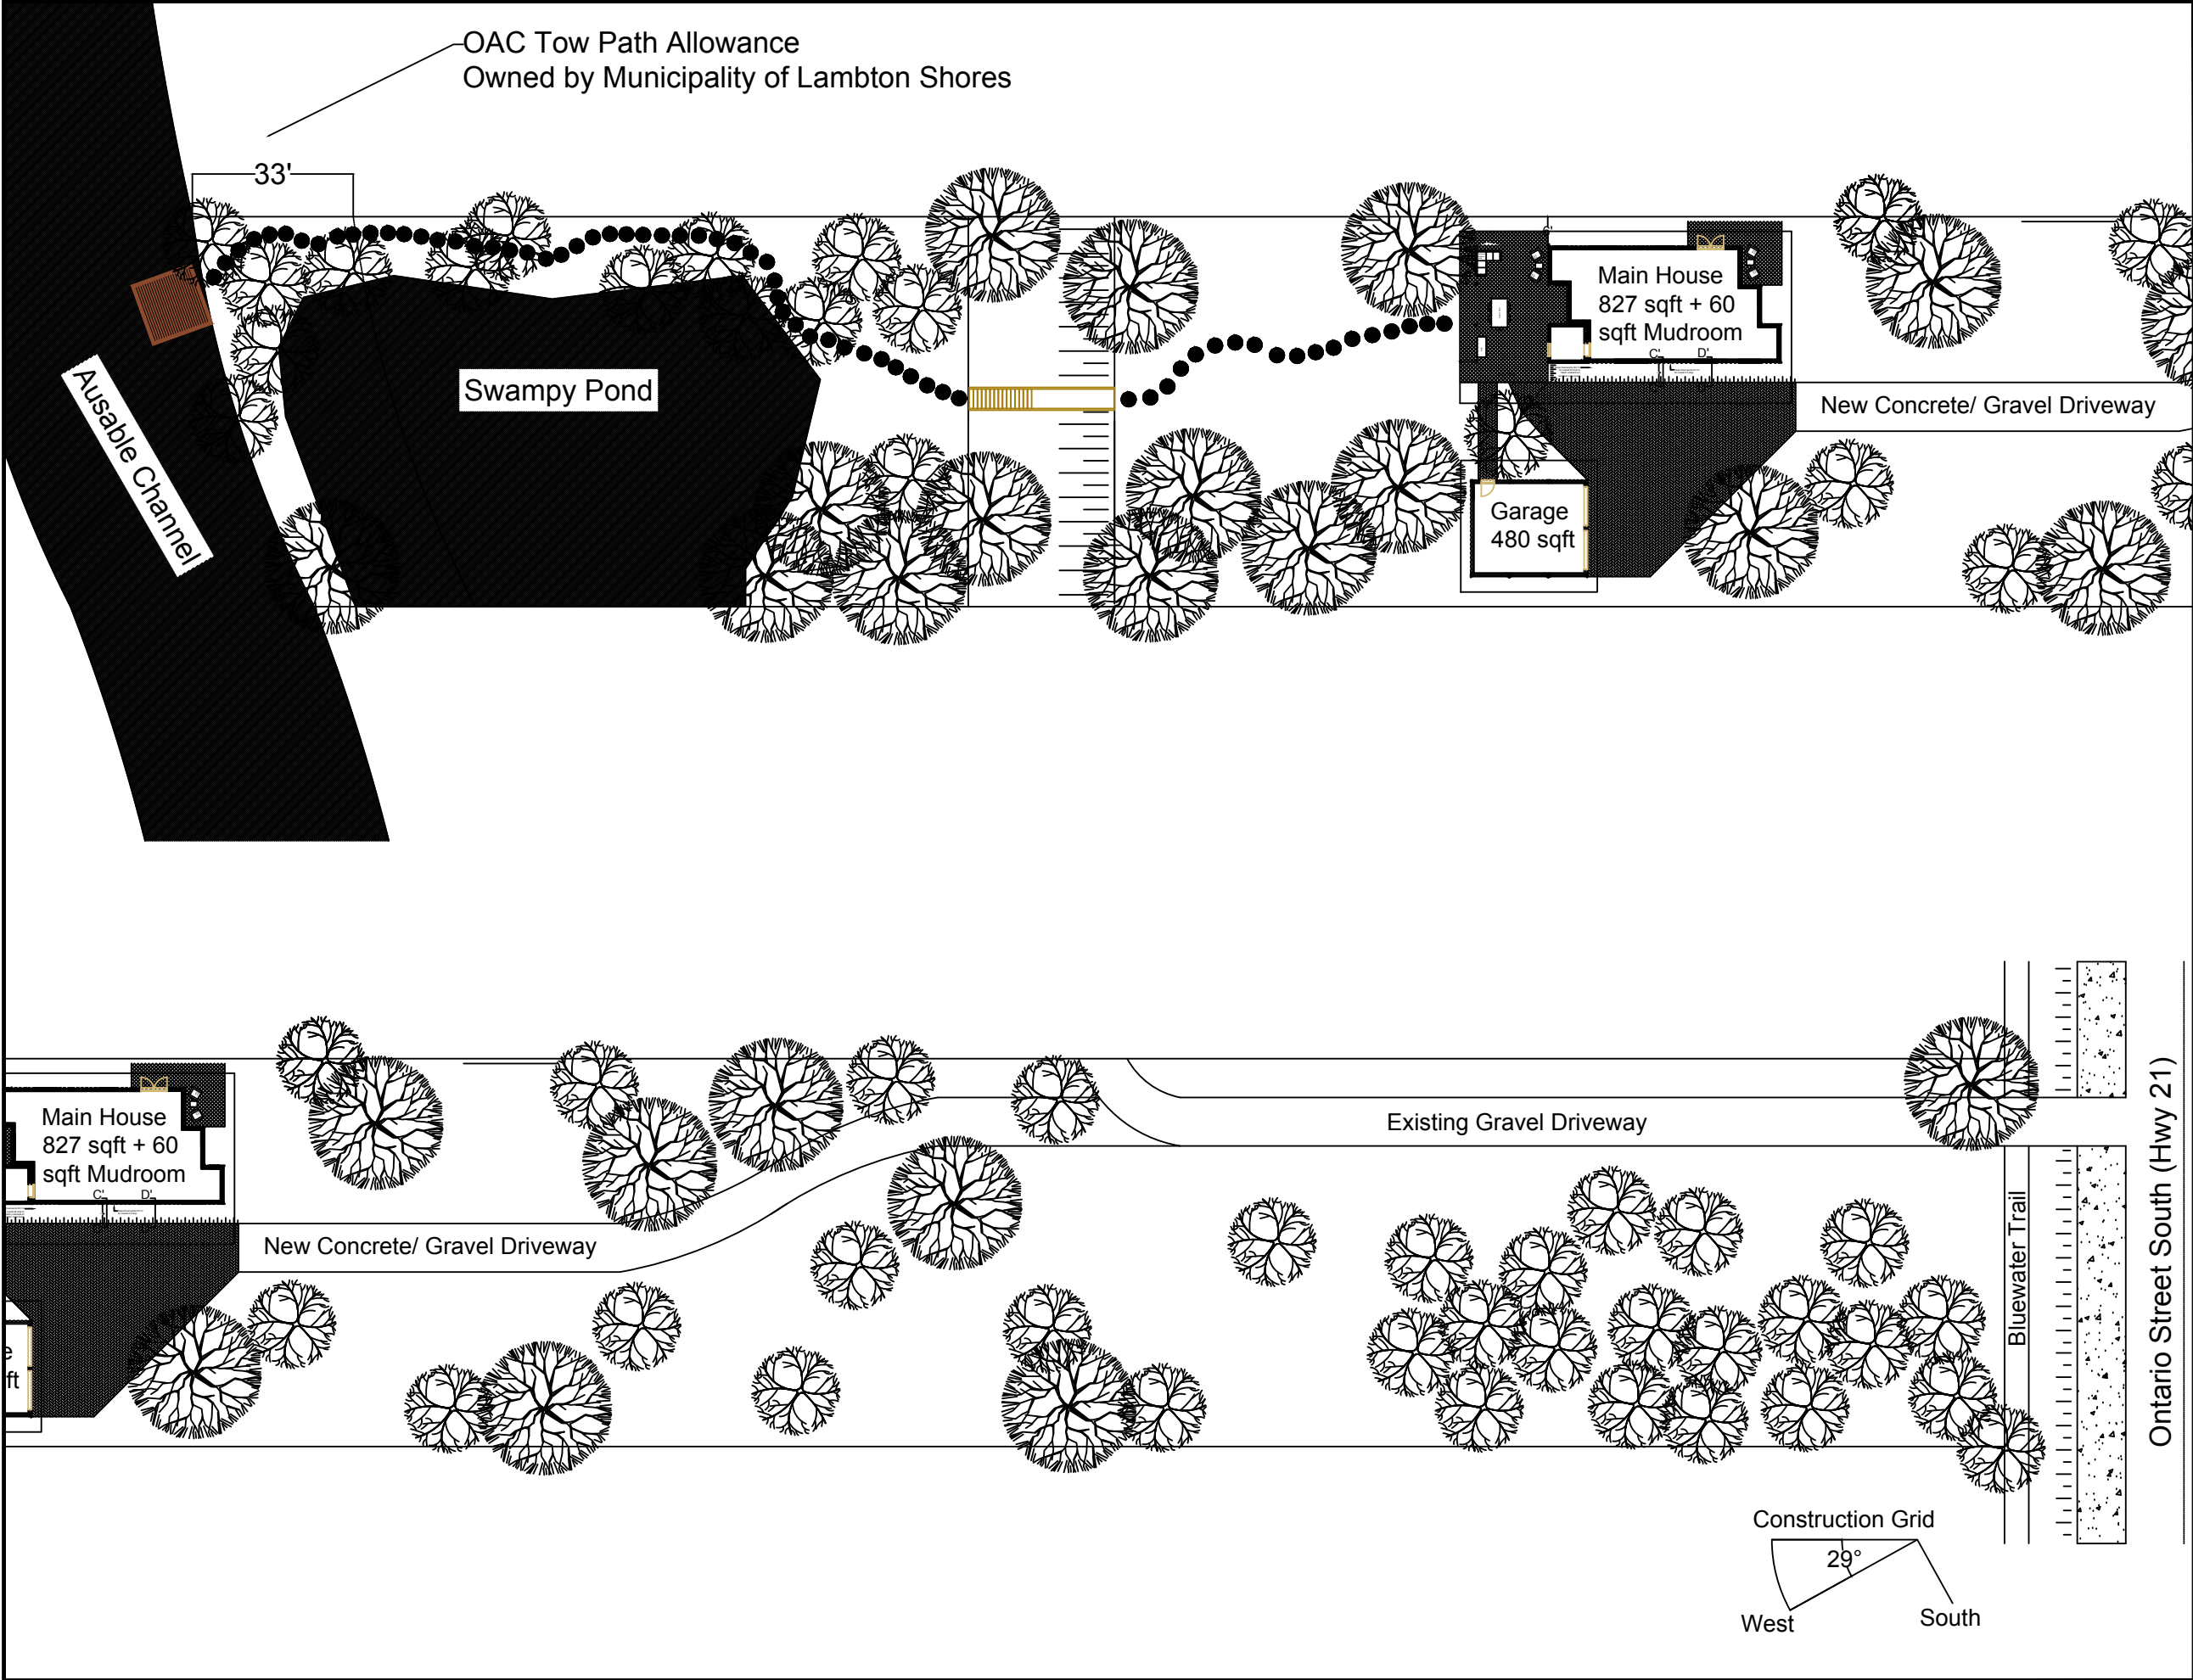 OAC Tow Path Allowance
Owned by Municipality of Lambton Shores
33'
Ausable Channel
Swampy Pond
Main House
827 sqft + 60
sqft Mudroom
C'
D'
New Concrete/ Gravel Driveway
Garage
480 sqft
Main House
827 sqft + 60
sqft Mudroom
C'
D'
New Concrete/ Gravel Driveway
e
ft
Existing Gravel Driveway
Bluewater Trail
Ontario Street South (Hwy 21)
Construction Grid
29°
West
South